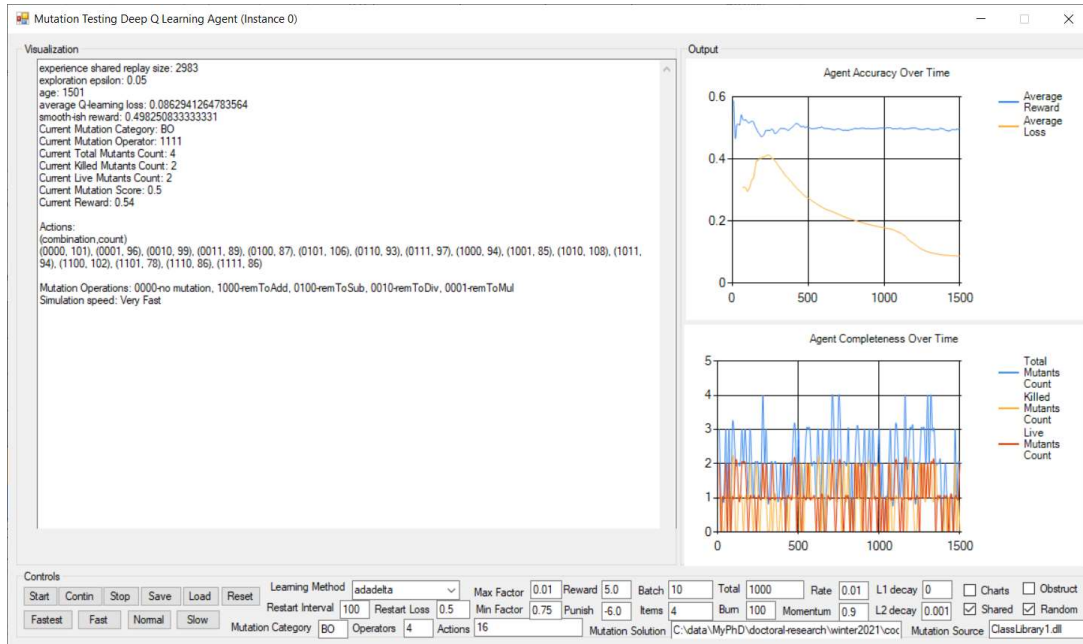 Mutation Testing Deep Q Learning Agent (Instance 0)
Visualization
experience shared replay size: 2983
exploration epsilon: 0.05
age: 1501
average Q-learning loss: 0.0862941264783564
smooth-ish reward: 0.498250833333331
Current Mutation Category: BO
Current Mutation Operator: 1111
Current Total Mutants Count: 4
Current Killed Mutants Count: 2
Current Live Mutants Count: 2
Current Mutation Score: 0.5
Current Reward: 0.54
Actions:
(combination,count)
(0000, 101), (0001, 96), (0010, 99), (0011, 89), (0100, 87), (0101, 106), (0110, 93), (0111, 97), (1000, 94), (1001, 85), (1010, 108), (1011,
94), (1100, 102), (1101, 78), (1110, 86), (1111, 86)
Mutation Operations: 0000-no mutation, 1000-remToAdd, 0100-remToSub, 0010-remToDiv, 0001-remToMul
Simulation speed: Very Fast
Output
Agent Accuracy Over Time
0.6
0.4
0.2
0
0 500 1000 1500
Average
Reward
Average
Loss
Agent Completeness Over Time
5
4
3
2
1
0
0 500 1000 1500
Total
Mutants
Count
Killed
Mutants
Count
Live
Mutants
Count
Controls
Start Contin Stop Save Load Reset Learning Method adadelta Max Factor 0.01 Reward 5.0 Batch 10 Total 1000 Rate 0.01 L1 decay 0 Charts Obstruct
Restart Interval 100 Restart Loss 0.5 Min Factor 0.75 Punish -6.0 Items 4 Burn 100 Momentum 0.9 L2 decay 0.001 Shared Random
Fastest Fast Normal Slow
Mutation Category BO Operators 4 Actions 16 Mutation Solution C:\data\MyPhD\doctoral-research\winter2021\coc Mutation Source ClassLibrary1.dll